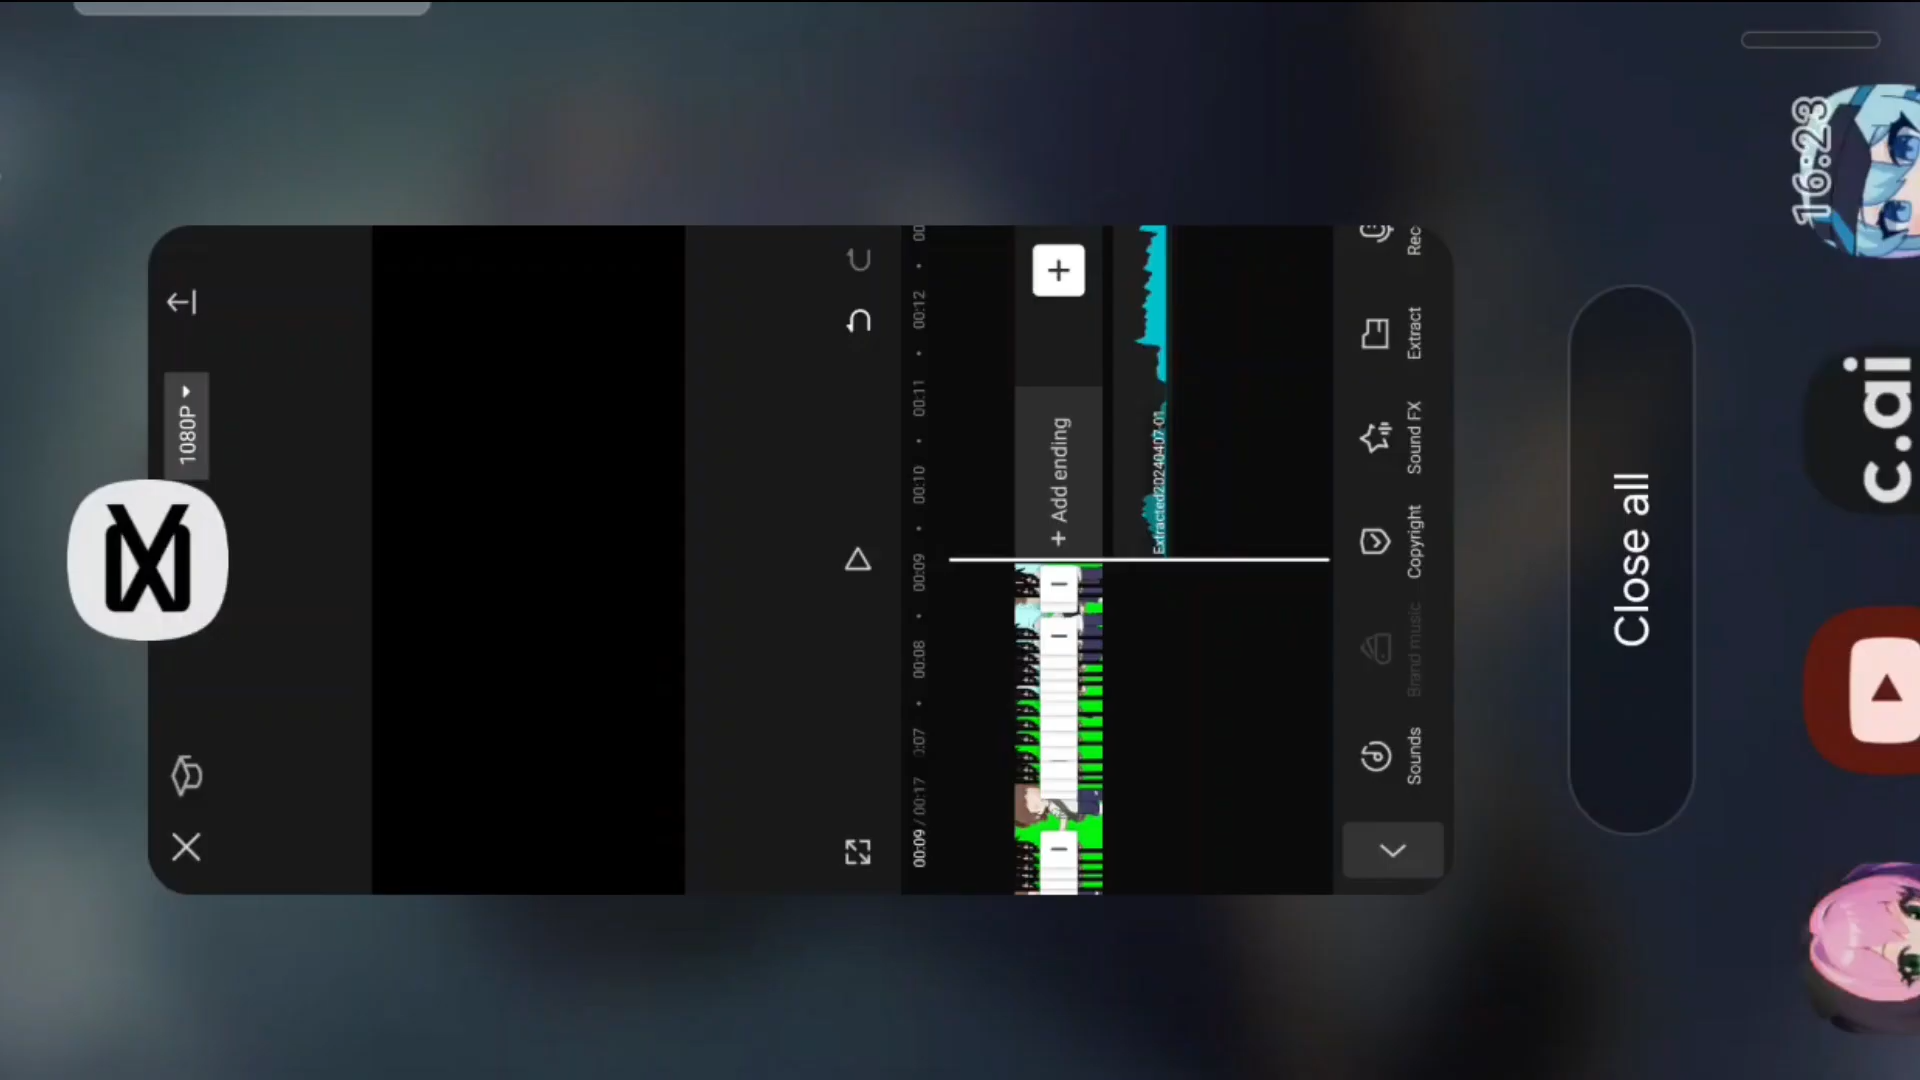 16:23
1080P
00:09 / 00:17
:07
00:08
00:09
00:10
00:11
00:12
00
+ Add ending
Extracted20240407-01
Sounds
Brand music
Copyright
Sound FX
Extract
Rec
Close all
c.ai